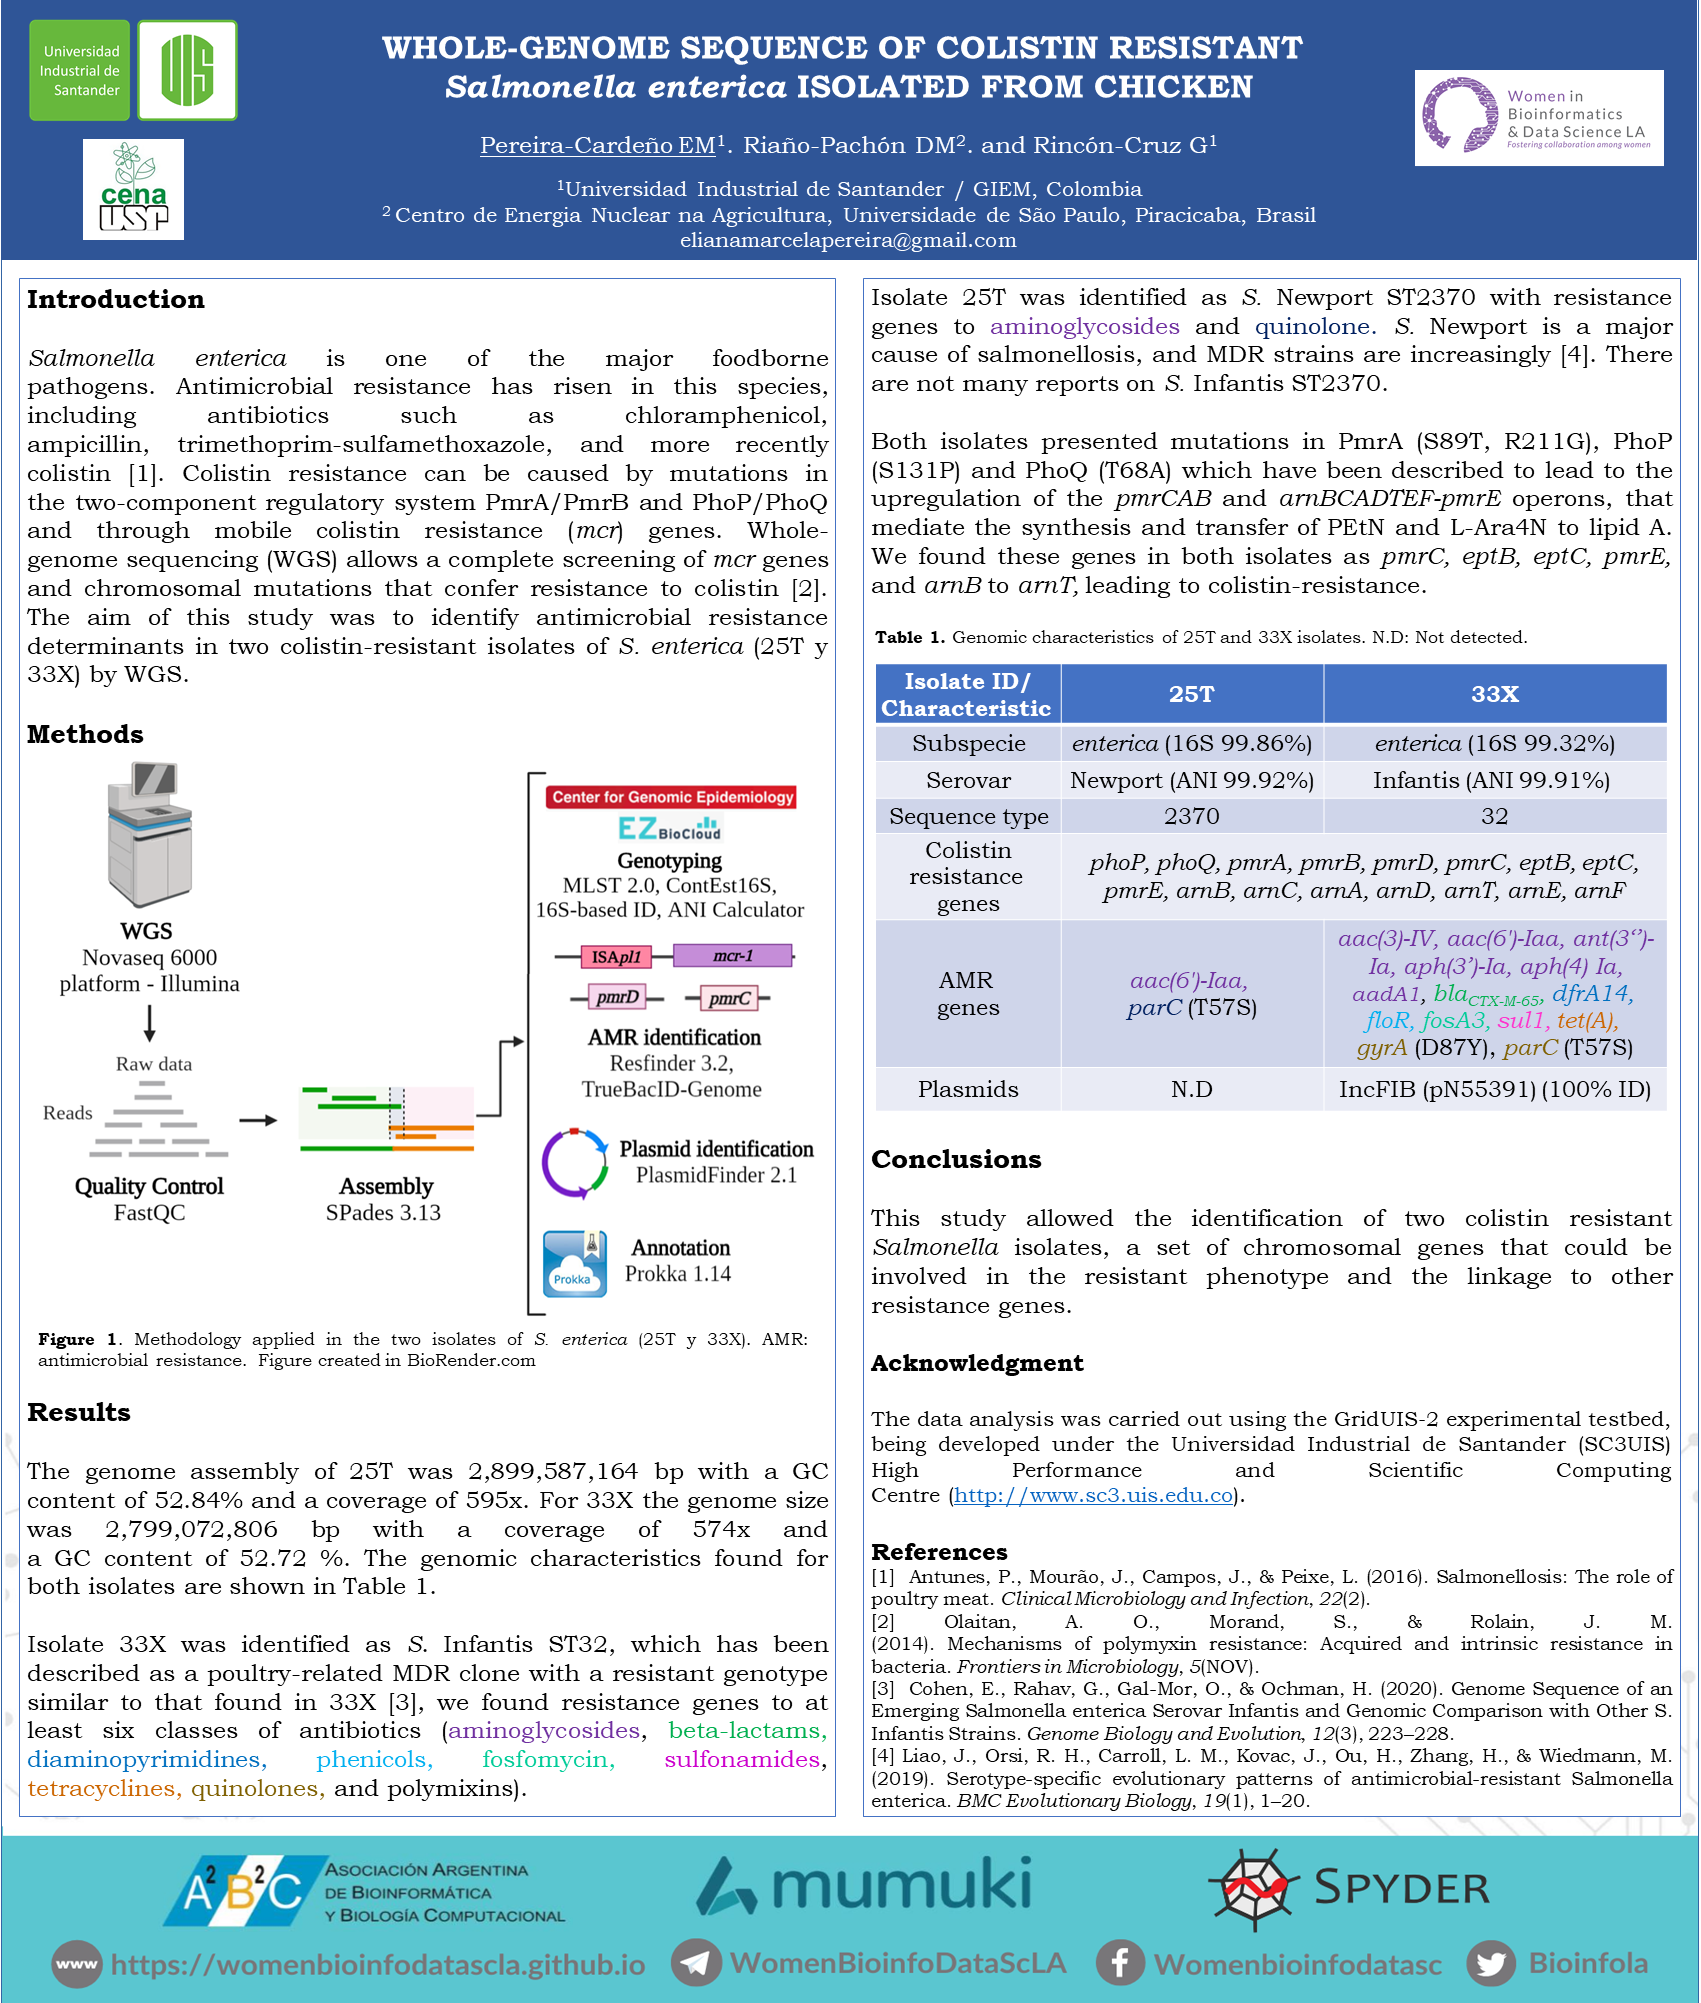 Universidad
Industrial de
Santander
UIS
cena
USP
WHOLE-GENOME SEQUENCE OF COLISTIN RESISTANT
Salmonella enterica ISOLATED FROM CHICKEN
Pereira-Cardeño EM¹. Riaño-Pachón DM². and Rincón-Cruz G¹
¹Universidad Industrial de Santander / GIEM, Colombia
² Centro de Energia Nuclear na Agricultura, Universidade de São Paulo, Piracicaba, Brasil
elianamarcelapereira@gmail.com
Women in
Bioinformatics
& Data Science LA
Fostering collaboration among women
Introduction
Salmonella enterica is one of the major foodborne
pathogens. Antimicrobial resistance has risen in this species,
including antibiotics such as chloramphenicol,
ampicillin, trimethoprim-sulfamethoxazole, and more recently
colistin [1]. Colistin resistance can be caused by mutations in
the two-component regulatory system PmrA/PmrB and PhoP/PhoQ
and through mobile colistin resistance (mcr) genes. Whole-
genome sequencing (WGS) allows a complete screening of mcr genes
and chromosomal mutations that confer resistance to colistin [2].
The aim of this study was to identify antimicrobial resistance
determinants in two colistin-resistant isolates of S. enterica (25T y
33X) by WGS.
Methods
WGS
Novaseq 6000
platform - Illumina
Raw data
Reads
Quality Control
FastQC
Assembly
SPades 3.13
Center for Genomic Epidemiology
EZ BioCloud
Genotyping
MLST 2.0, ContEst16S,
16S-based ID, ANI Calculator
ISApl1 mcr-1
pmrD pmrC
AMR identification
Resfinder 3.2,
TrueBacID-Genome
Plasmid identification
PlasmidFinder 2.1
Prokka
Annotation
Prokka 1.14
Figure 1. Methodology applied in the two isolates of S. enterica (25T y 33X). AMR:
antimicrobial resistance. Figure created in BioRender.com
Results
The genome assembly of 25T was 2,899,587,164 bp with a GC
content of 52.84% and a coverage of 595x. For 33X the genome size
was 2,799,072,806 bp with a coverage of 574x and
a GC content of 52.72 %. The genomic characteristics found for
both isolates are shown in Table 1.
Isolate 33X was identified as S. Infantis ST32, which has been
described as a poultry-related MDR clone with a resistant genotype
similar to that found in 33X [3], we found resistance genes to at
least six classes of antibiotics (aminoglycosides, beta-lactams,
diaminopyrimidines, phenicols, fosfomycin, sulfonamides,
tetracyclines, quinolones, and polymixins).
Isolate 25T was identified as S. Newport ST2370 with resistance
genes to aminoglycosides and quinolone. S. Newport is a major
cause of salmonellosis, and MDR strains are increasingly [4]. There
are not many reports on S. Infantis ST2370.
Both isolates presented mutations in PmrA (S89T, R211G), PhoP
(S131P) and PhoQ (T68A) which have been described to lead to the
upregulation of the pmrCAB and arnBCADTEF-pmrE operons, that
mediate the synthesis and transfer of PEtN and L-Ara4N to lipid A.
We found these genes in both isolates as pmrC, eptB, eptC, pmrE,
and arnB to arnT, leading to colistin-resistance.
Table 1. Genomic characteristics of 25T and 33X isolates. N.D: Not detected.
Isolate ID/
Characteristic 25T 33X
Subspecie enterica (16S 99.86%) enterica (16S 99.32%)
Serovar Newport (ANI 99.92%) Infantis (ANI 99.91%)
Sequence type 2370 32
Colistin
resistance
genes
phoP, phoQ, pmrA, pmrB, pmrD, pmrC, eptB, eptC,
pmrE, arnB, arnC, arnA, arnD, arnT, arnE, arnF
AMR
genes
aac(6')-Iaa,
parC (T57S)
aac(3)-IV, aac(6')-Iaa, ant(3‘’)-
Ia, aph(3’)-Ia, aph(4) Ia,
aadA1, blaCTX-M-65, dfrA14,
floR, fosA3, sul1, tet(A),
gyrA (D87Y), parC (T57S)
Plasmids N.D IncFIB (pN55391) (100% ID)
Conclusions
This study allowed the identification of two colistin resistant
Salmonella isolates, a set of chromosomal genes that could be
involved in the resistant phenotype and the linkage to other
resistance genes.
Acknowledgment
The data analysis was carried out using the GridUIS-2 experimental testbed,
being developed under the Universidad Industrial de Santander (SC3UIS)
High Performance and Scientific Computing
Centre (http://www.sc3.uis.edu.co).
References
[1] Antunes, P., Mourão, J., Campos, J., & Peixe, L. (2016). Salmonellosis: The role of
poultry meat. Clinical Microbiology and Infection, 22(2).
[2] Olaitan, A. O., Morand, S., & Rolain, J. M.
(2014). Mechanisms of polymyxin resistance: Acquired and intrinsic resistance in
bacteria. Frontiers in Microbiology, 5(NOV).
[3] Cohen, E., Rahav, G., Gal-Mor, O., & Ochman, H. (2020). Genome Sequence of an
Emerging Salmonella enterica Serovar Infantis and Genomic Comparison with Other S.
Infantis Strains. Genome Biology and Evolution, 12(3), 223–228.
[4] Liao, J., Orsi, R. H., Carroll, L. M., Kovac, J., Ou, H., Zhang, H., & Wiedmann, M.
(2019). Serotype-specific evolutionary patterns of antimicrobial-resistant Salmonella
enterica. BMC Evolutionary Biology, 19(1), 1–20.
A²B²C
ASOCIACIÓN ARGENTINA
DE BIOINFORMÁTICA
Y BIOLOGÍA COMPUTACIONAL
mumuki
SPYDER
www https://womenbioinfodatascla.github.io
WomenBioinfoDataScLA
Womenbioinfodatasc
Bioinfola